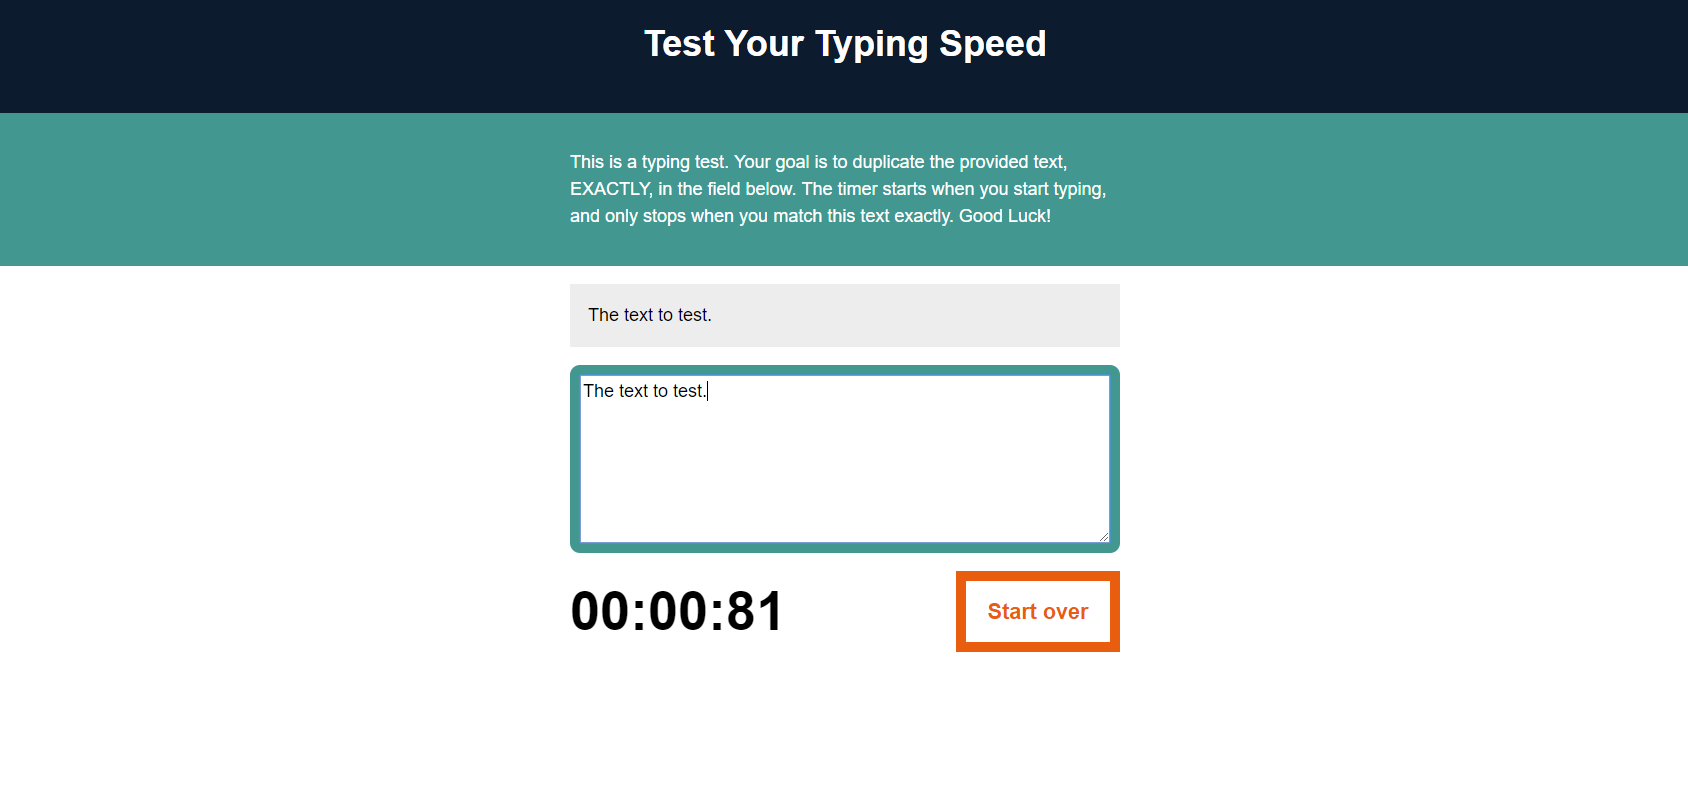 Test Your Typing Speed
This is a typing test. Your goal is to duplicate the provided text,
EXACTLY, in the field below. The timer starts when you start typing,
and only stops when you match this text exactly. Good Luck!
The text to test.
The text to test.
00:00:81
Start over